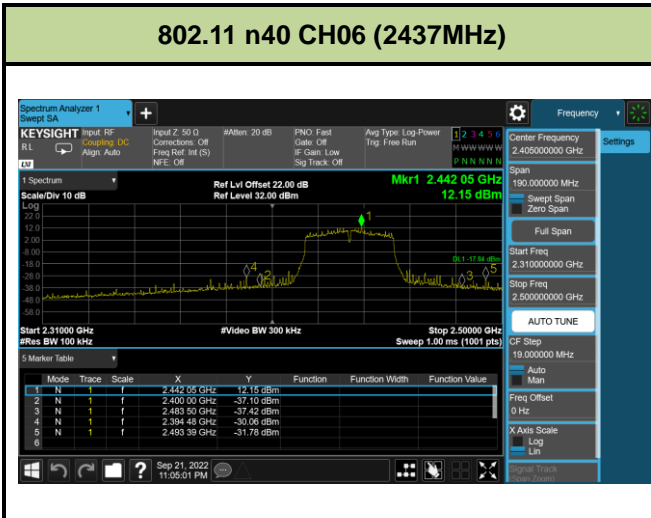 802.11 n40 CH06 (2437MHz)
Spectrum Analyzer 1
Swept SA
+
Frequency
KEYSIGHT
R L
LXI
Input: RF
Coupling: DC
Align: Auto
Input Z: 50 Ω
Corrections: Off
Freq Ref: Int (S)
NFE: Off
#Atten: 20 dB
PNO: Fast
Gate: Off
IF Gain: Low
Sig Track: Off
Avg Type: Log-Power
Trig: Free Run
1 2 3 4 5 6
M W W W W W
P N N N N N
1 Spectrum
Scale/Div 10 dB
Ref Lvl Offset 22.00 dB
Ref Level 32.00 dBm
Mkr1 2.442 05 GHz
12.15 dBm
Log
22.0
12.0
2.00
-8.00
-18.0
-28.0
-38.0
-48.0
-58.0
1
DL1 -17.56 dBm
4
2
3
5
Start 2.31000 GHz
#Res BW 100 kHz
#Video BW 300 kHz
Stop 2.50000 GHz
Sweep 1.00 ms (1001 pts)
5 Marker Table
Mode Trace Scale X Y Function Function Width Function Value
1 N 1 f 2.442 05 GHz 12.15 dBm
2 N 1 f 2.400 00 GHz -37.10 dBm
3 N 1 f 2.483 50 GHz -37.42 dBm
4 N 1 f 2.394 48 GHz -30.06 dBm
5 N 1 f 2.493 39 GHz -31.78 dBm
6
?
Sep 21, 2022
11:05:01 PM
Center Frequency
2.405000000 GHz
Settings
Span
190.000000 MHz
Swept Span
Zero Span
Full Span
Start Freq
2.310000000 GHz
Stop Freq
2.500000000 GHz
AUTO TUNE
CF Step
19.000000 MHz
Auto
Man
Freq Offset
0 Hz
X Axis Scale
Log
Lin
Signal Track
(Span Zoom)